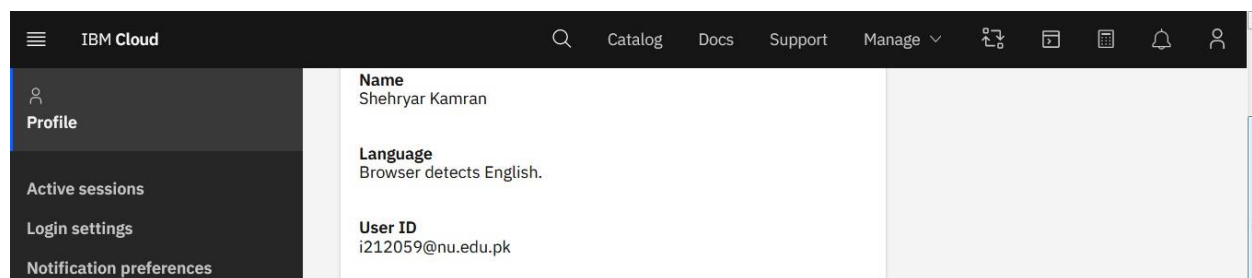 IBM Cloud
Catalog
Docs
Support
Manage
Profile
Active sessions
Login settings
Notification preferences
Name
Shehryar Kamran
Language
Browser detects English.
User ID
i212059@nu.edu.pk